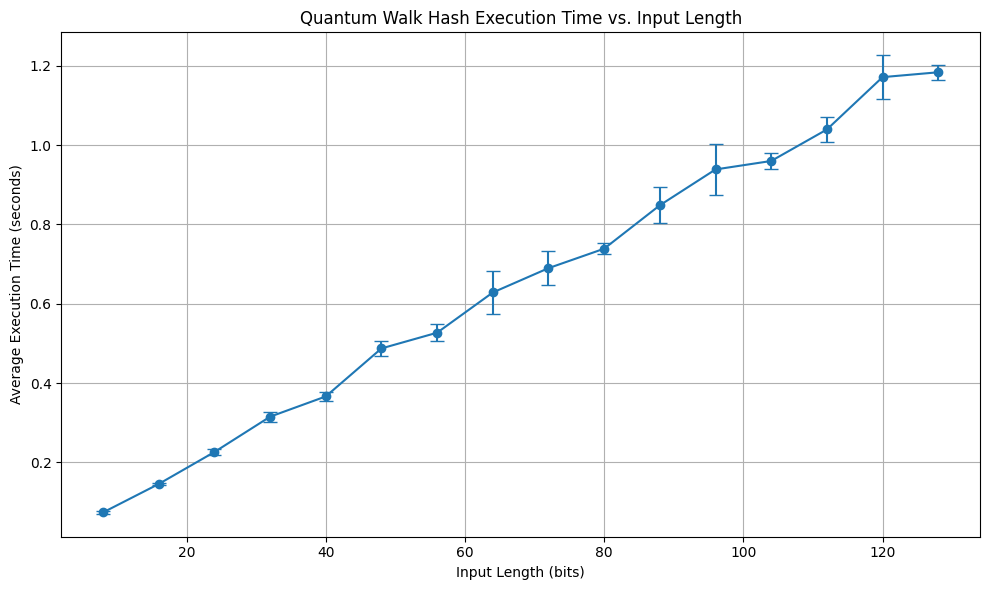 Quantum Walk Hash Execution Time vs. Input Length
Average Execution Time (seconds)
1.2
1.0
0.8
0.6
0.4
0.2
20 40 60 80 100 120
Input Length (bits)